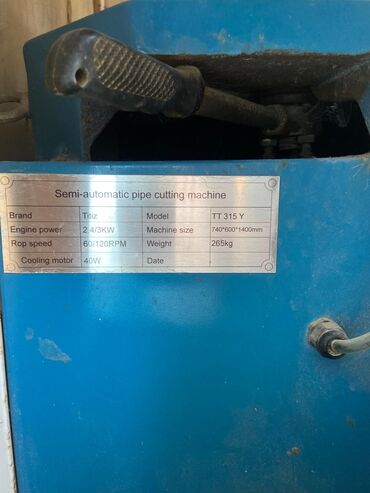 Semi-automatic pipe cutting machine
Brand Titiz Model TT 315 Y
Engine power 2,4/3KW Machine size 740*600*1400mm
Rop speed 60/120RPM Weight 265kg
Cooling motor 40W Date